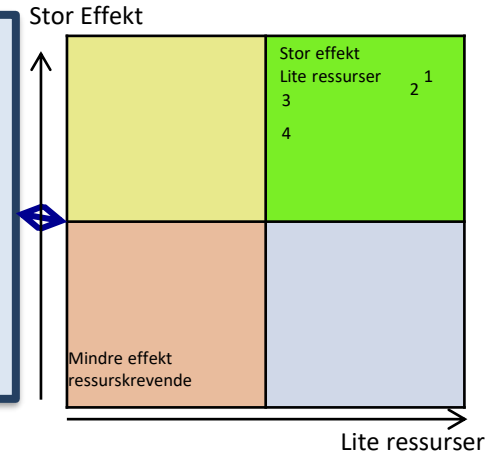 Stor Effekt
Stor effekt
Lite ressurser
1
2
3
4
Mindre effekt
ressurskrevende
Lite ressurser